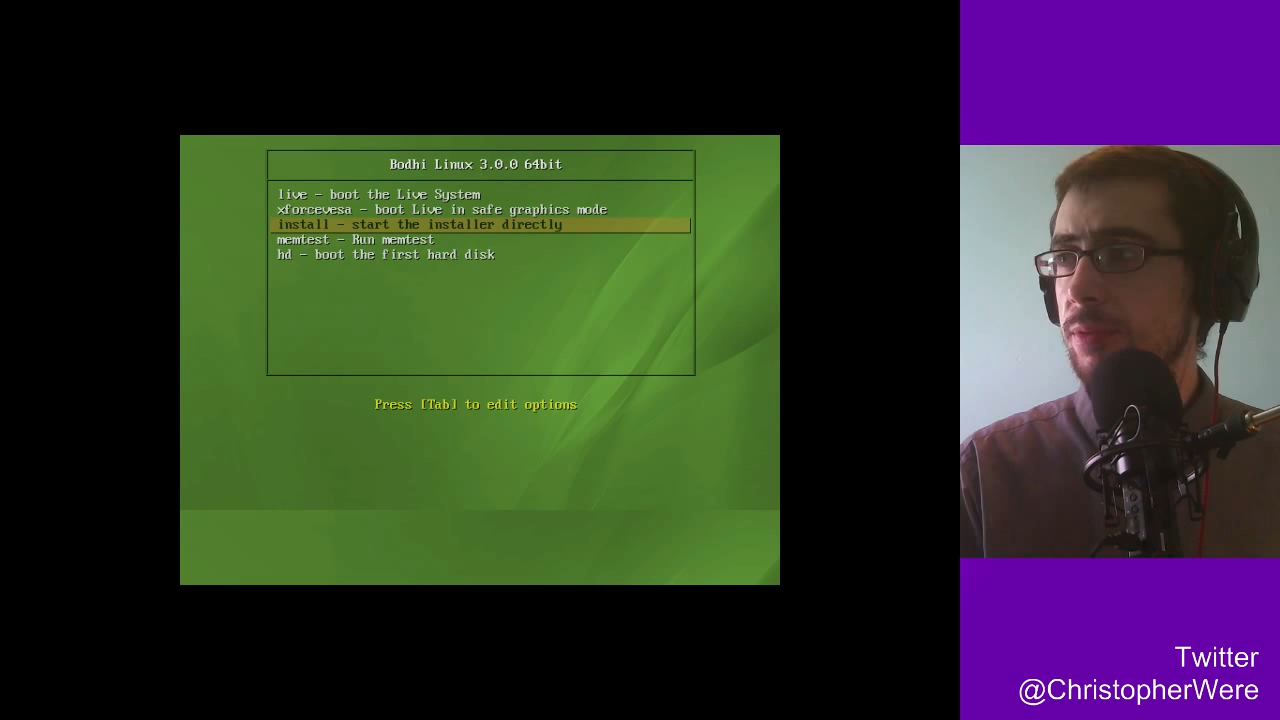 Bodhi Linux 3.0.0 64bit
live - boot the Live System
xforcevesa - boot Live in safe graphics mode
install - start the installer directly
memtest - Run memtest
hd - boot the first hard disk
Press [Tab] to edit options
Twitter
@ChristopherWere